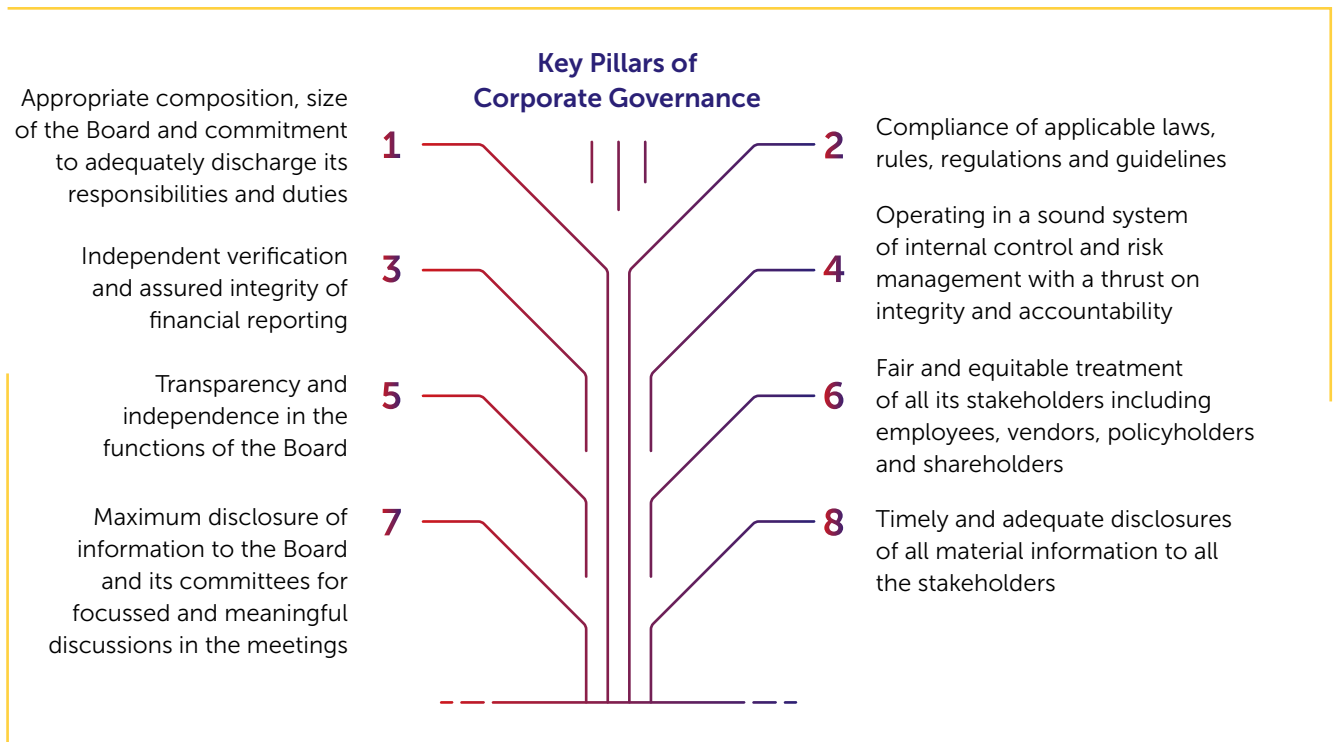 Key Pillars of
Corporate Governance
1
Appropriate composition, size
of the Board and commitment
to adequately discharge its
responsibilities and duties
2
Compliance of applicable laws,
rules, regulations and guidelines
3
Independent verification
and assured integrity of
financial reporting
4
Operating in a sound system
of internal control and risk
management with a thrust on
integrity and accountability
5
Transparency and
independence in the
functions of the Board
6
Fair and equitable treatment
of all its stakeholders including
employees, vendors, policyholders
and shareholders
7
Maximum disclosure of
information to the Board
and its committees for
focussed and meaningful
discussions in the meetings
8
Timely and adequate disclosures
of all material information to all
the stakeholders